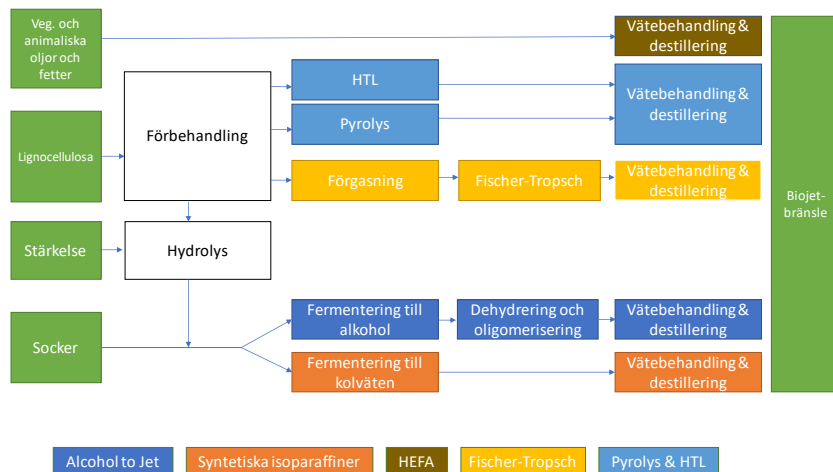 Veg. och
animaliska
oljor och
fetter
Vätebehandling &
destillering
HTL
Vätebehandling &
destillering
Pyrolys
Förbehandling
Lignocellulosa
Förgasning
Fischer-Tropsch
Vätebehandling &
destillering
Biojet-
bränsle
Stärkelse
Hydrolys
Socker
Fermentering till
alkohol
Dehydrering och
oligomerisering
Vätebehandling &
destillering
Fermentering till
kolväten
Vätebehandling &
destillering
Alcohol to Jet
Syntetiska isoparaffiner
HEFA
Fischer-Tropsch
Pyrolys & HTL